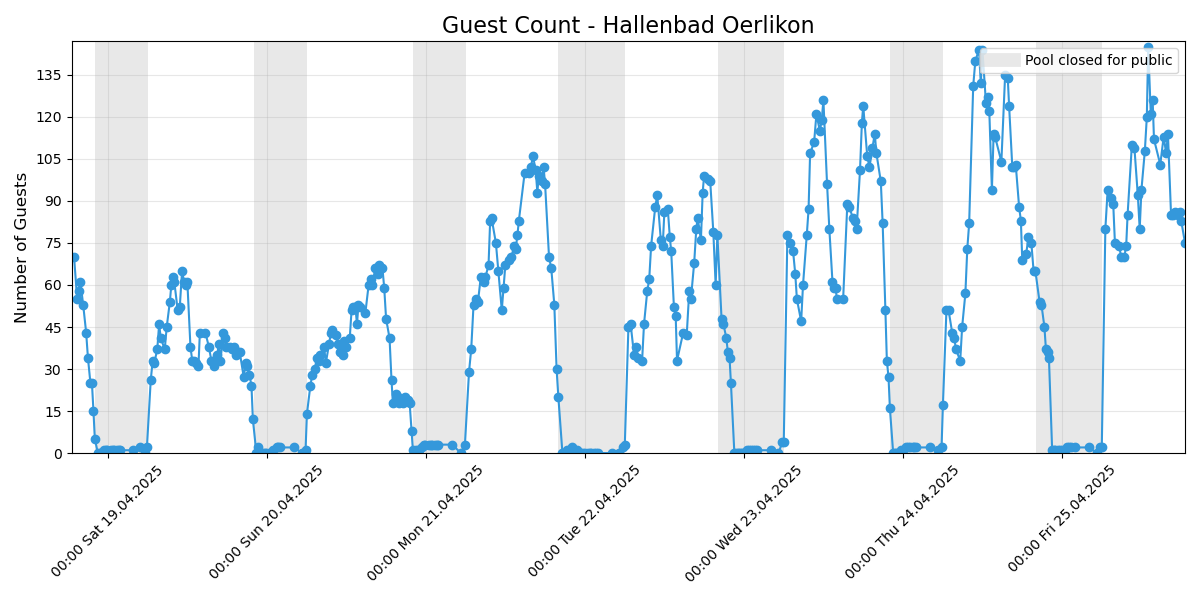 Guest Count - Hallenbad Oerlikon
Pool closed for public
Number of Guests
135
120
105
90
75
60
45
30
15
0
00:00 Sat 19.04.2025
00:00 Sun 20.04.2025
00:00 Mon 21.04.2025
00:00 Tue 22.04.2025
00:00 Wed 23.04.2025
00:00 Thu 24.04.2025
00:00 Fri 25.04.2025